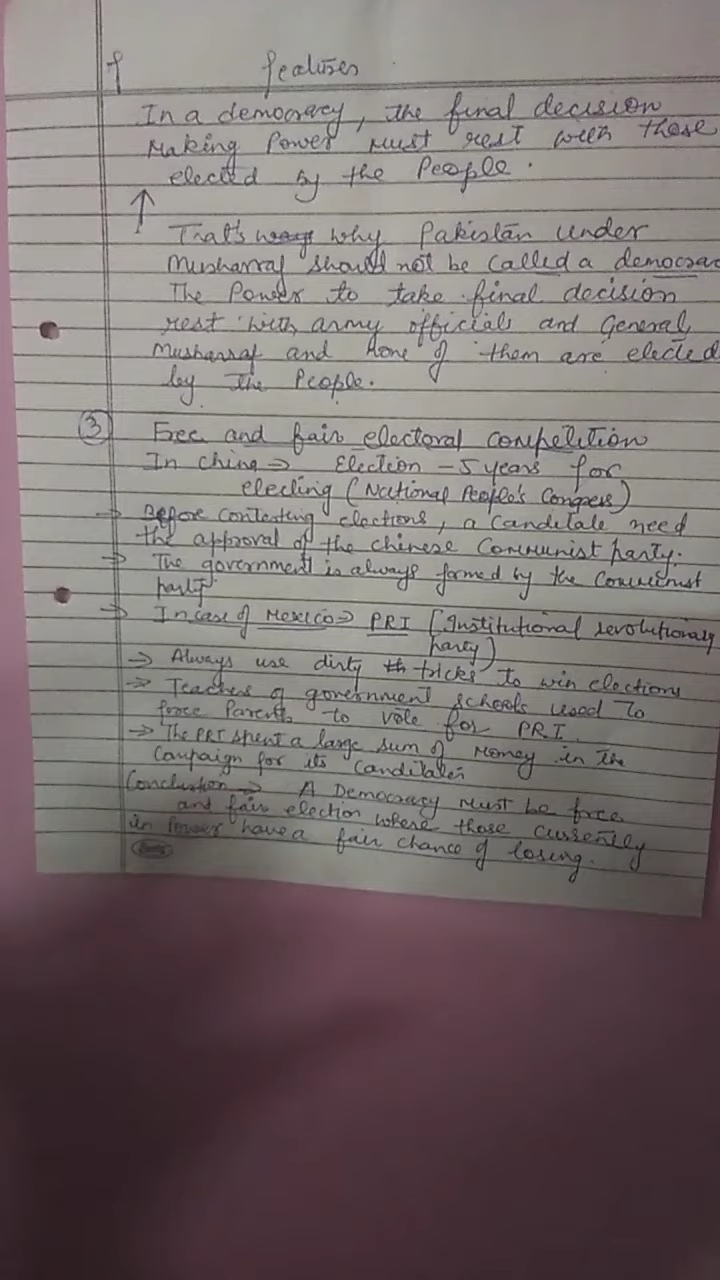 features
In a democracy, the final decision
Making Power must rest with those
elected by the People.
↑
That's why Pakistan under
Musharraf should not be called a democrac
The Power to take final decision
rest with army officials and General,
Musharraf and None of them are elected
by The People.
③ Free and fair electoral competition
In china → Election – 5 years for
electing (National People's Congress)
→ Before contesting elections, a Canditate need
the approval of the chinese Communist party.
→ The government is always formed by the Communist
party
→ In case of Mexico → PRI [Institutional revolutionary
party)
→ Always use dirty tricks to win elections
→ Teachers of government schools used To
force Parents to vote for PRI.
→ The PRI spent a large sum of Money in The
Campaign for its Canditates
Conclusion → A Democracy must be free
and fair election where those currently
in Power have a fair chance of losing.